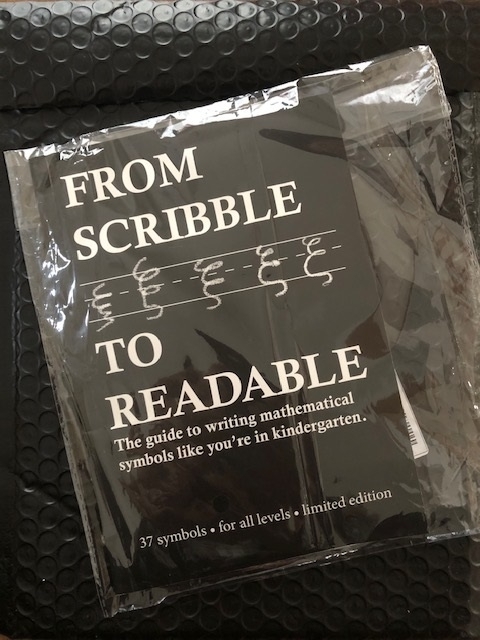 FROM
SCRIBBLE
TO
READABLE
The guide to writing mathematical
symbols like you're in kindergarten.
37 symbols • for all levels • limited edition